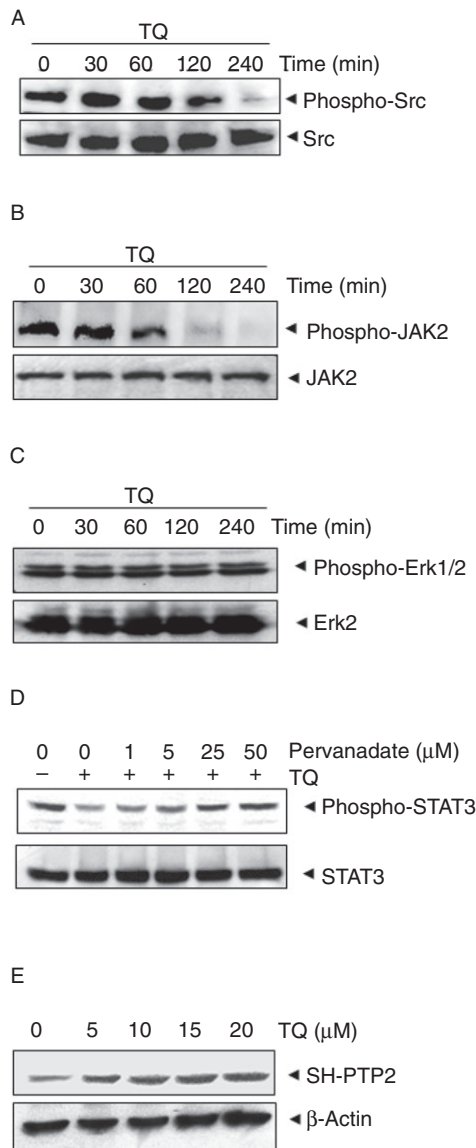 A
TQ
0 30 60 120 240 Time (min)
Phospho-Src
Src
B
TQ
0 30 60 120 240 Time (min)
Phospho-JAK2
JAK2
C
TQ
0 30 60 120 240 Time (min)
Phospho-Erk1/2
Erk2
D
0 0 1 5 25 50 Pervanadate (μM)
– + + + + + TQ
Phospho-STAT3
STAT3
E
0 5 10 15 20 TQ (μM)
SH-PTP2
β-Actin